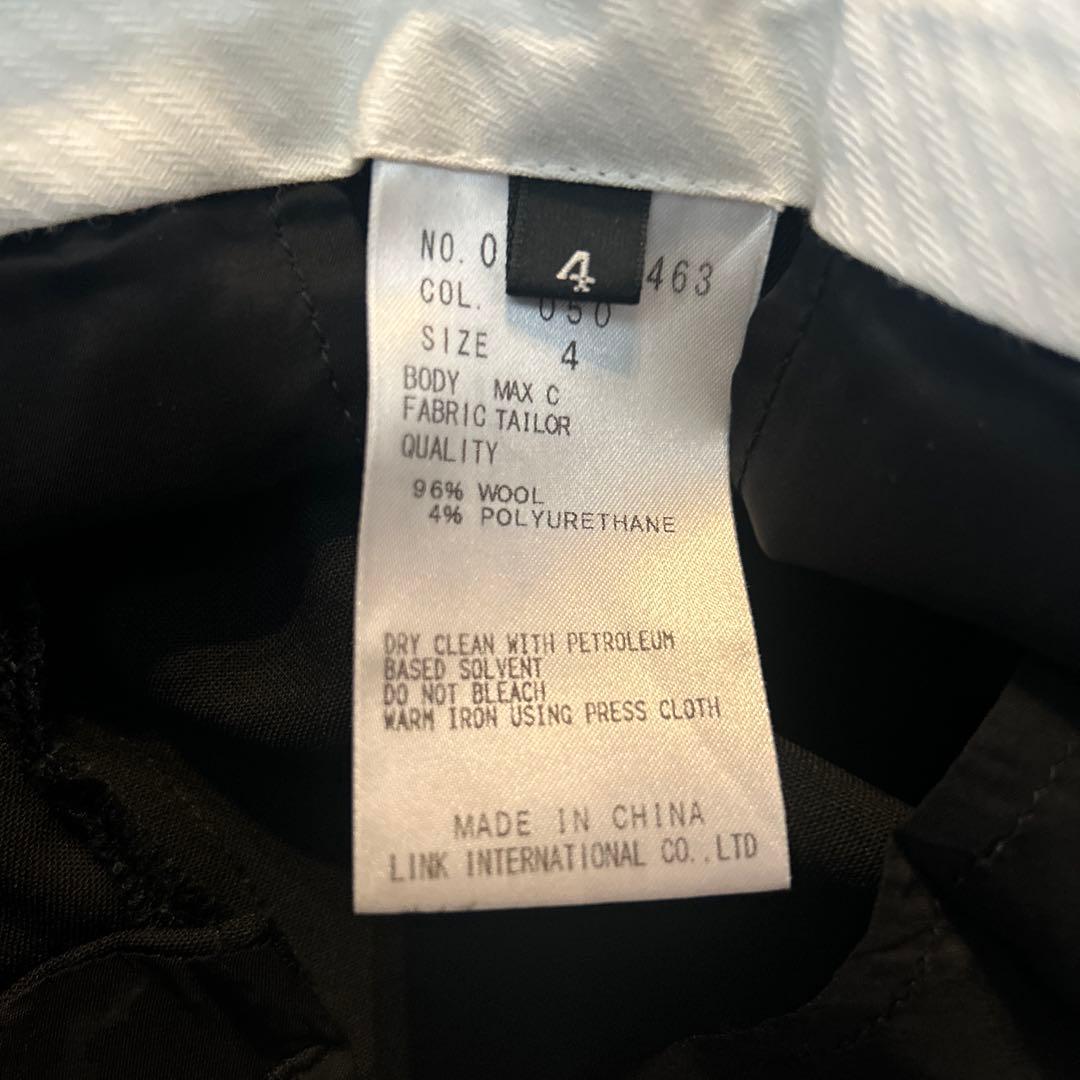 4
NO. 0 463
COL. 050
SIZE 4
BODY MAX C
FABRIC TAILOR
QUALITY
96% WOOL
4% POLYURETHANE
DRY CLEAN WITH PETROLEUM
BASED SOLVENT
DO NOT BLEACH
WARM IRON USING PRESS CLOTH
MADE IN CHINA
LINK INTERNATIONAL CO.,LTD